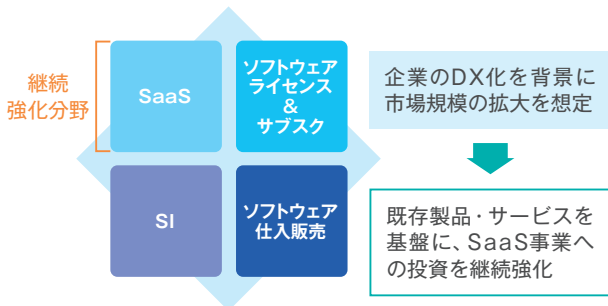 継続
強化分野
SaaS
ソフトウェア
ライセンス
&
サブスク
SI
ソフトウェア
仕入販売
企業のDX化を背景に
市場規模の拡大を想定
既存製品・サービスを
基盤に、SaaS事業へ
の投資を継続強化